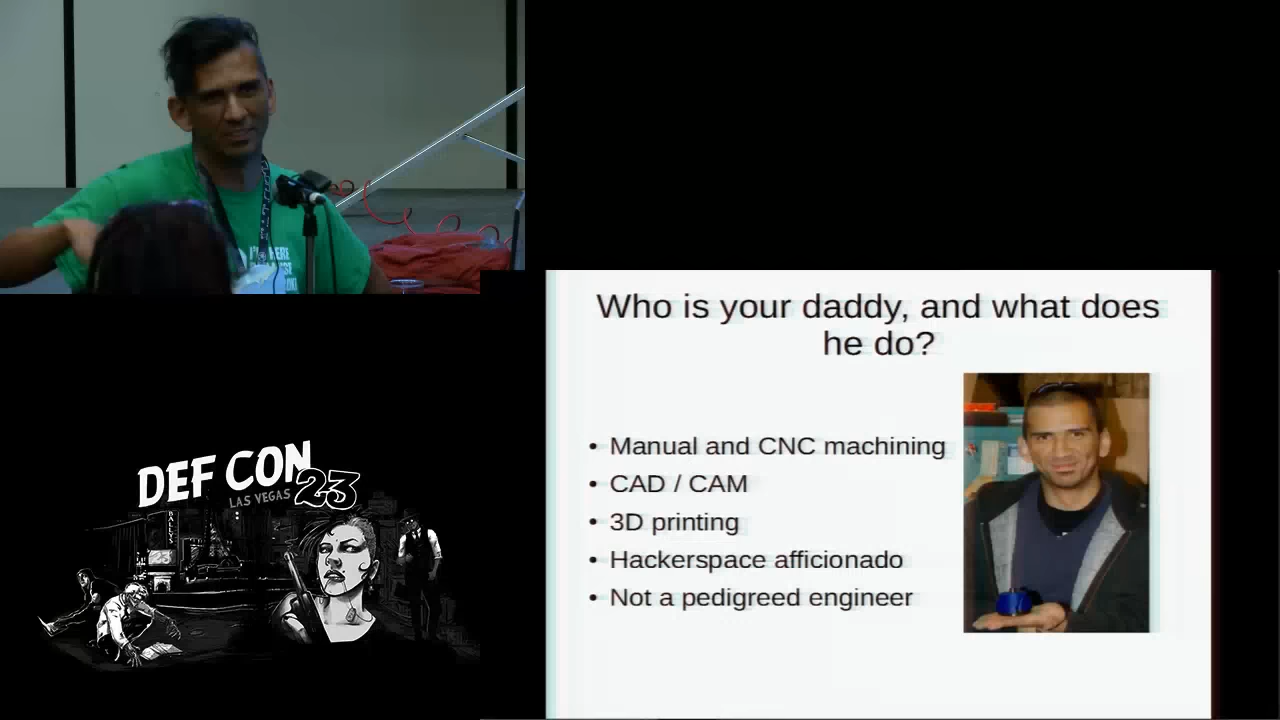 Who is your daddy, and what does
he do?
• Manual and CNC machining
• CAD / CAM
• 3D printing
• Hackerspace afficionado
• Not a pedigreed engineer
DEF CON
LAS VEGAS 23
BALLYS